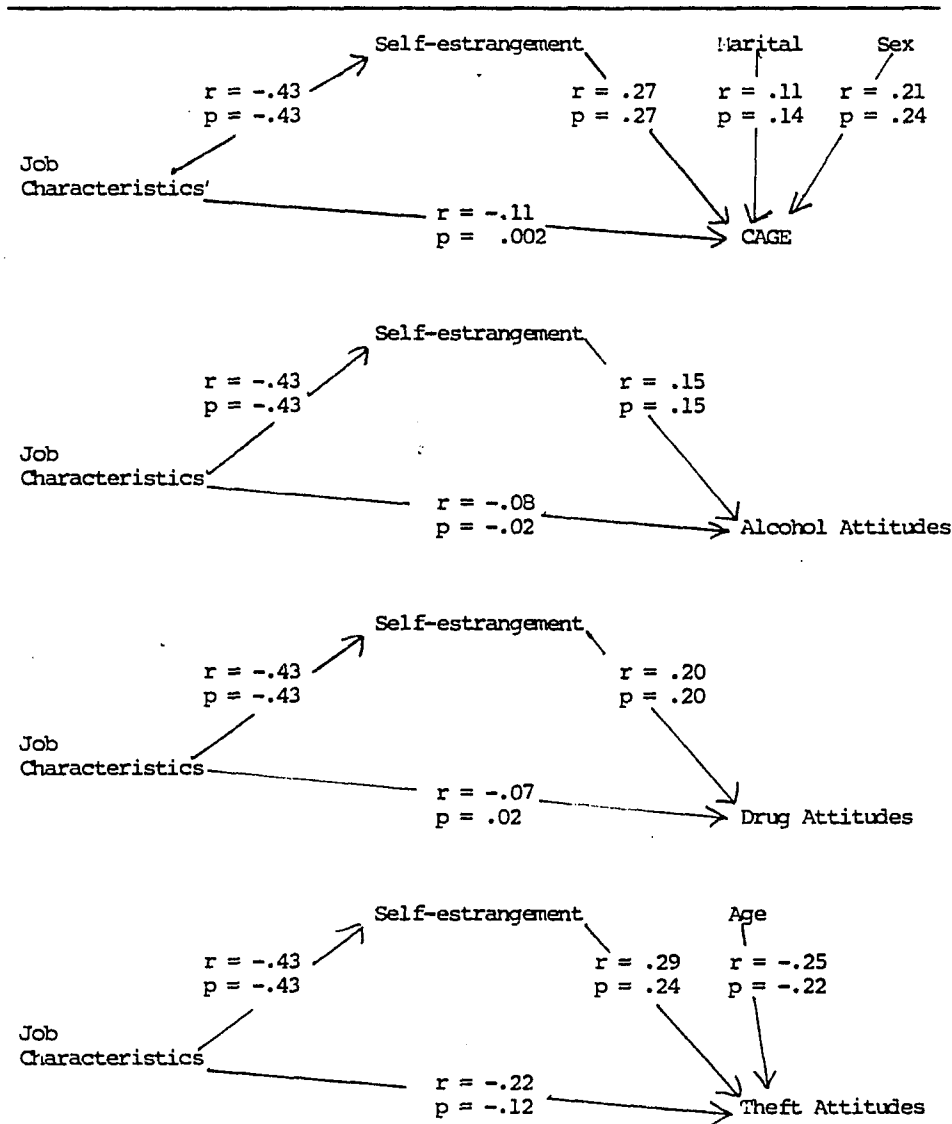 Self-estrangement Marital Sex
r = -.43 r = .27 r = .11 r = .21
p = -.43 p = .27 p = .14 p = .24
Job
Characteristics'
r = -.11
p = .002 CAGE
Self-estrangement
r = -.43 r = .15
p = -.43 p = .15
Job
Characteristics
r = -.08
p = -.02 Alcohol Attitudes
Self-estrangement
r = -.43 r = .20
p = -.43 p = .20
Job
Characteristics
r = -.07
p = .02 Drug Attitudes
Self-estrangement Age
r = -.43 r = .29 r = -.25
p = -.43 p = .24 p = -.22
Job
Characteristics
r = -.22
p = -.12 Theft Attitudes